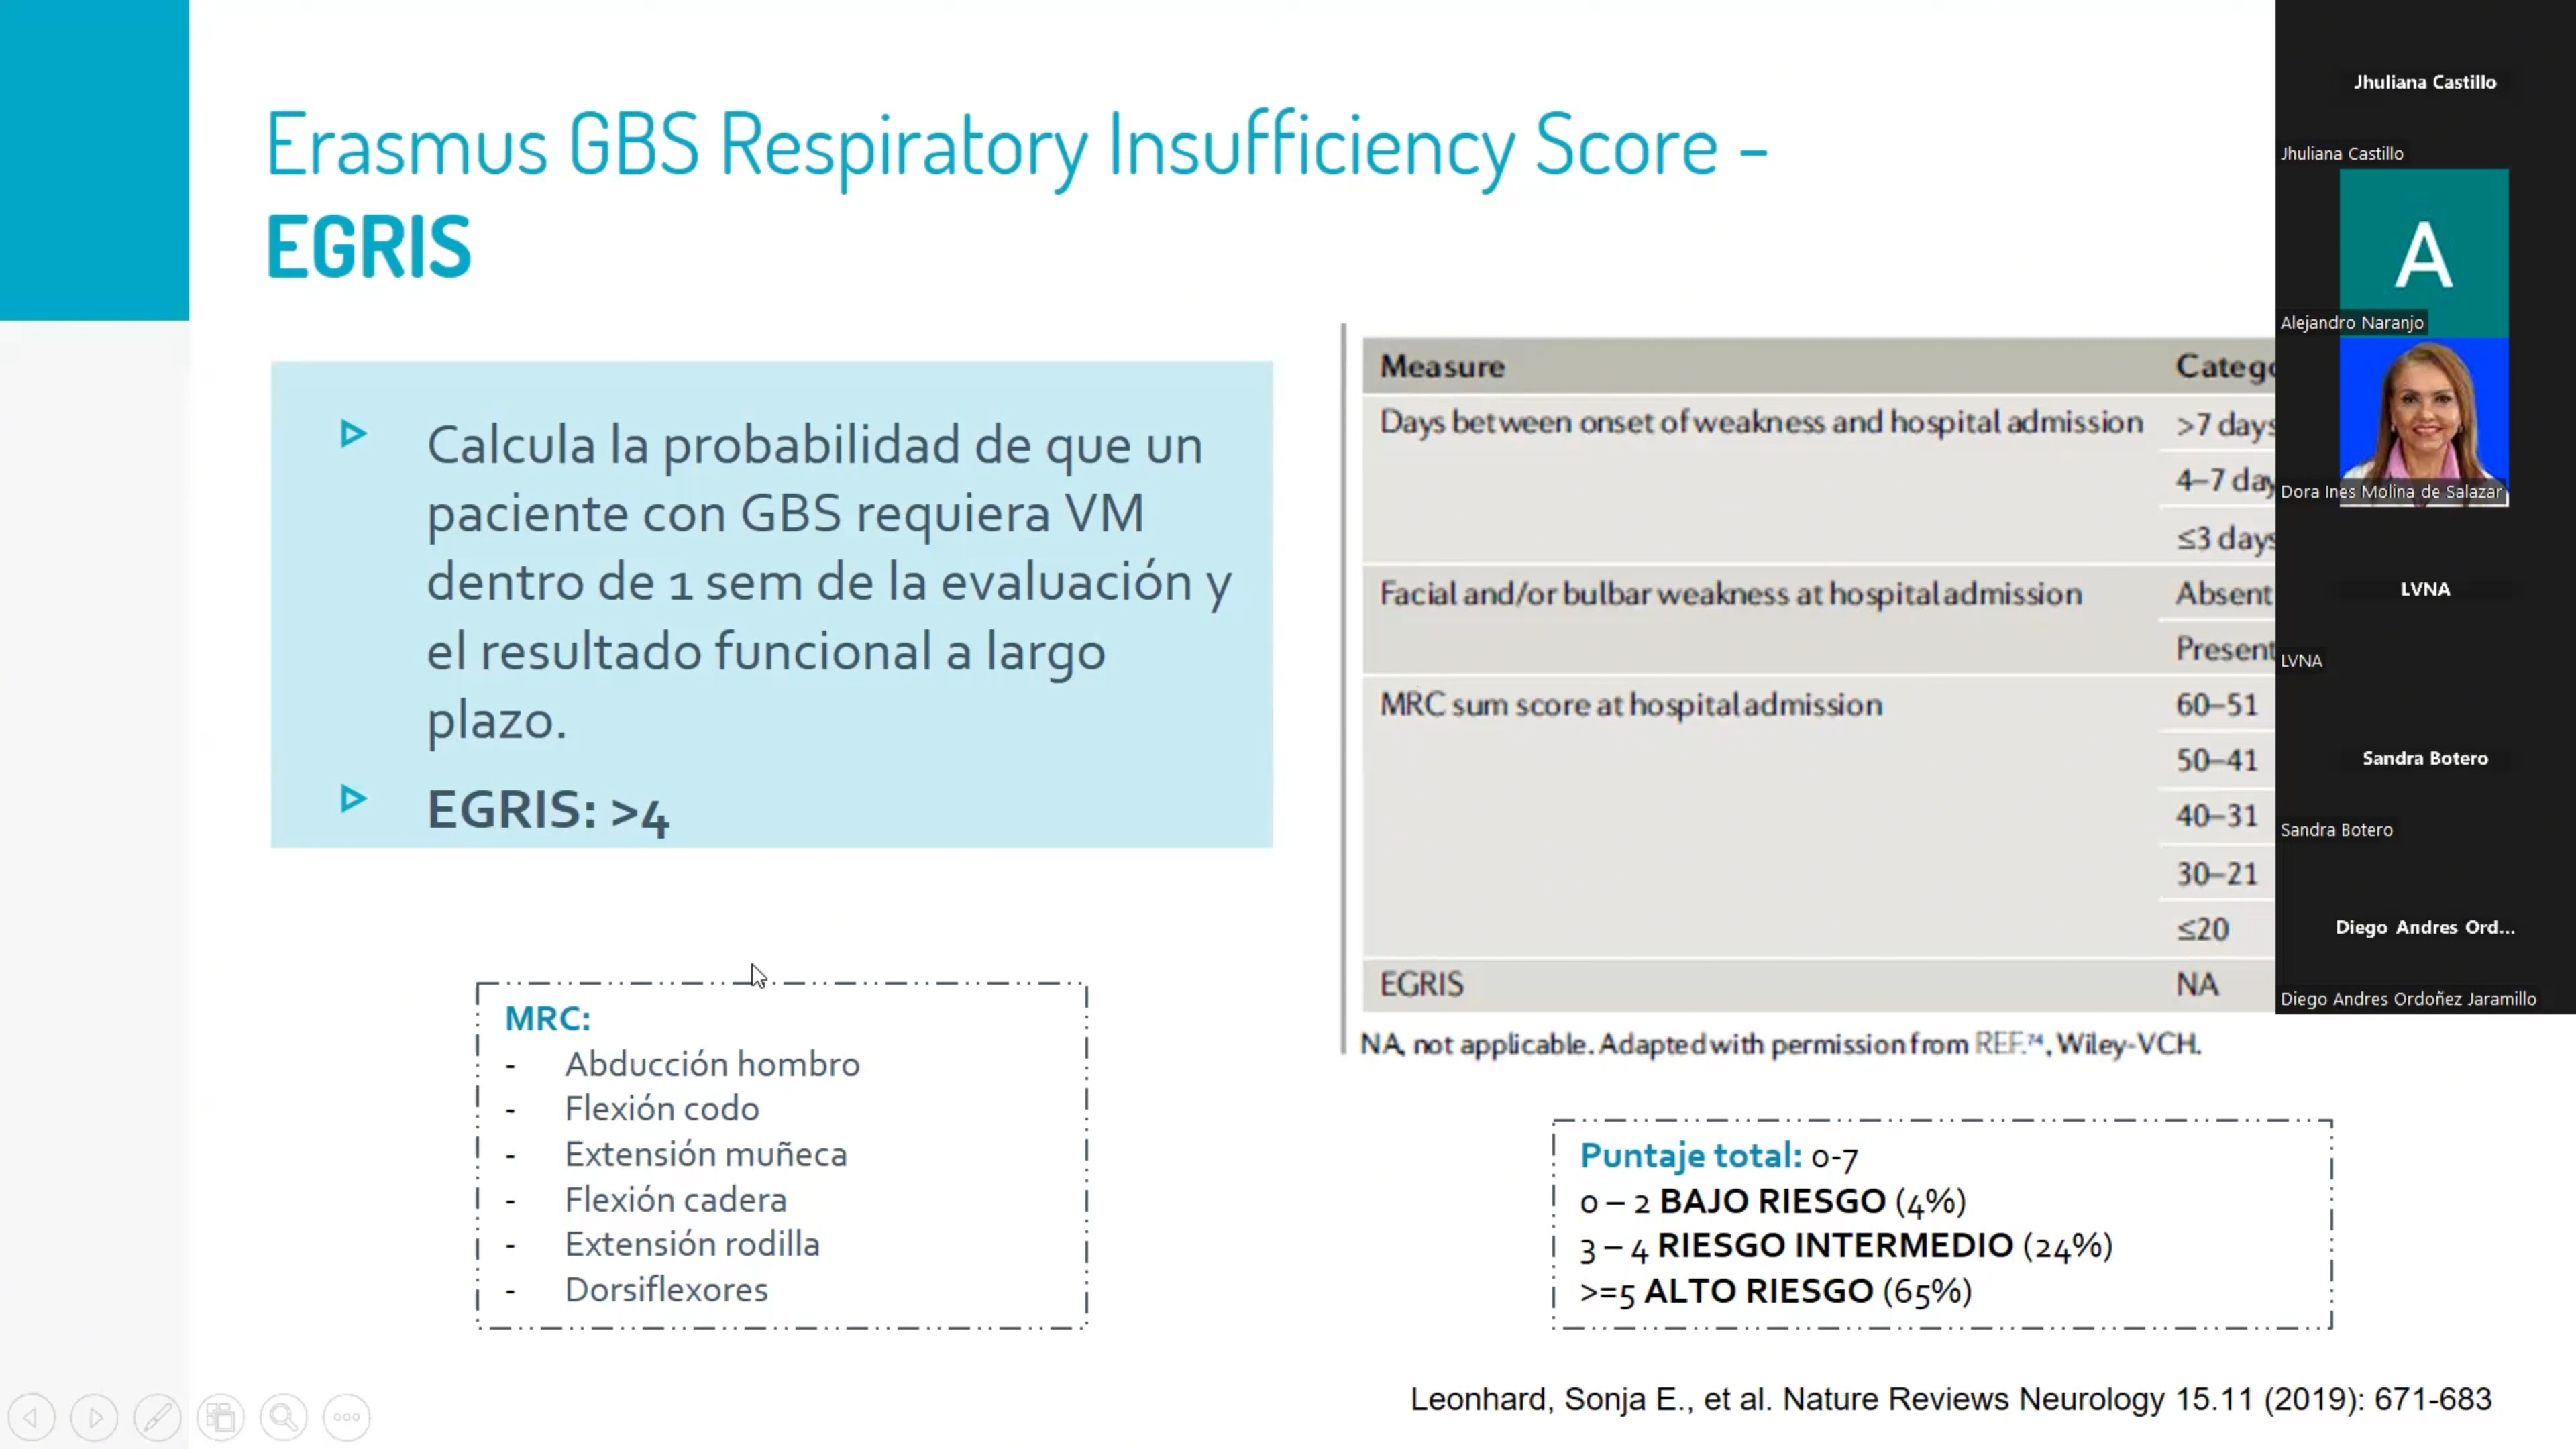 Erasmus GBS Respiratory Insufficiency Score -
EGRIS
Calcula la probabilidad de que un
paciente con GBS requiera VM
dentro de 1 sem de la evaluación y
el resultado funcional a largo
plazo.
EGRIS: >4
MRC:
- Abducción hombro
- Flexión codo
- Extensión muñeca
- Flexión cadera
- Extensión rodilla
- Dorsiflexores
Measure
Days between onset of weakness and hospital admission >7 days
≤3 days
Facial and/or bulbar weakness at hospital admission Absent
Present
MRC sum score at hospital admission 60–51
50–41
40–31
30–21
≤20
EGRIS NA
NA, not applicable. Adapted with permission from REF.⁷⁴, Wiley-VCH.
Puntaje total: 0-7
0 – 2 BAJO RIESGO (4%)
3 – 4 RIESGO INTERMEDIO (24%)
>=5 ALTO RIESGO (65%)
Leonhard, Sonja E., et al. Nature Reviews Neurology 15.11 (2019): 671-683
Jhuliana Castillo
Jhuliana Castillo
A
Alejandro Naranjo
Dora Ines Molina de Salazar
LVNA
LVNA
Sandra Botero
Sandra Botero
Diego Andres Ord...
Diego Andres Ordoñez Jaramillo